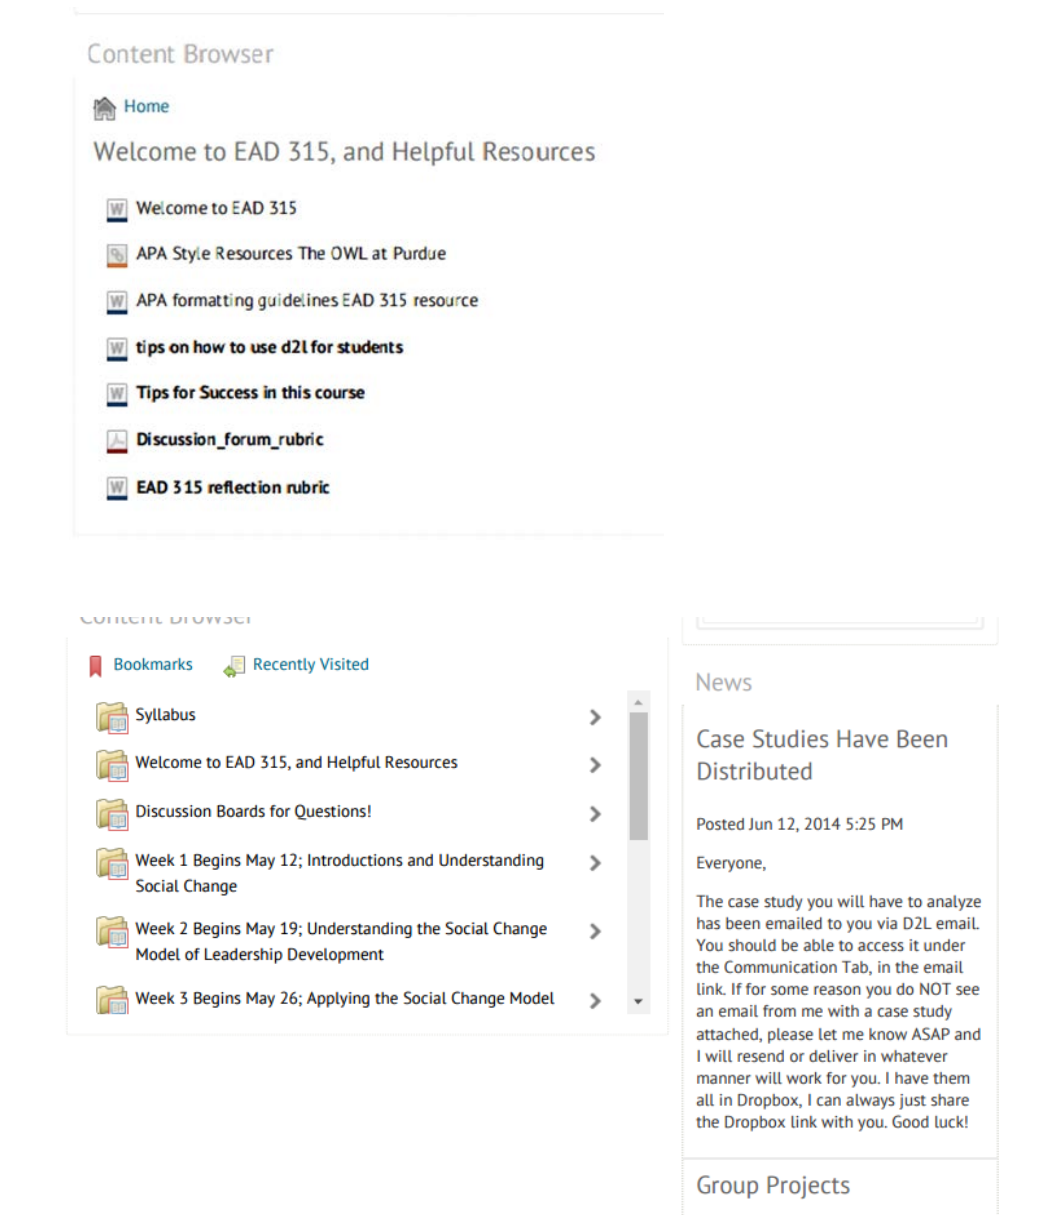 Content Browser
Home
Welcome to EAD 315, and Helpful Resources
Welcome to EAD 315
APA Style Resources The OWL at Purdue
APA formatting guidelines EAD 315 resource
tips on how to use d2l for students
Tips for Success in this course
Discussion_forum_rubric
EAD 315 reflection rubric
Content Browser
Bookmarks Recently Visited
Syllabus
Welcome to EAD 315, and Helpful Resources
Discussion Boards for Questions!
Week 1 Begins May 12; Introductions and Understanding
Social Change
Week 2 Begins May 19; Understanding the Social Change
Model of Leadership Development
Week 3 Begins May 26; Applying the Social Change Model
News
Case Studies Have Been
Distributed
Posted Jun 12, 2014 5:25 PM
Everyone,
The case study you will have to analyze
has been emailed to you via D2L email.
You should be able to access it under
the Communication Tab, in the email
link. If for some reason you do NOT see
an email from me with a case study
attached, please let me know ASAP and
I will resend or deliver in whatever
manner will work for you. I have them
all in Dropbox, I can always just share
the Dropbox link with you. Good luck!
Group Projects